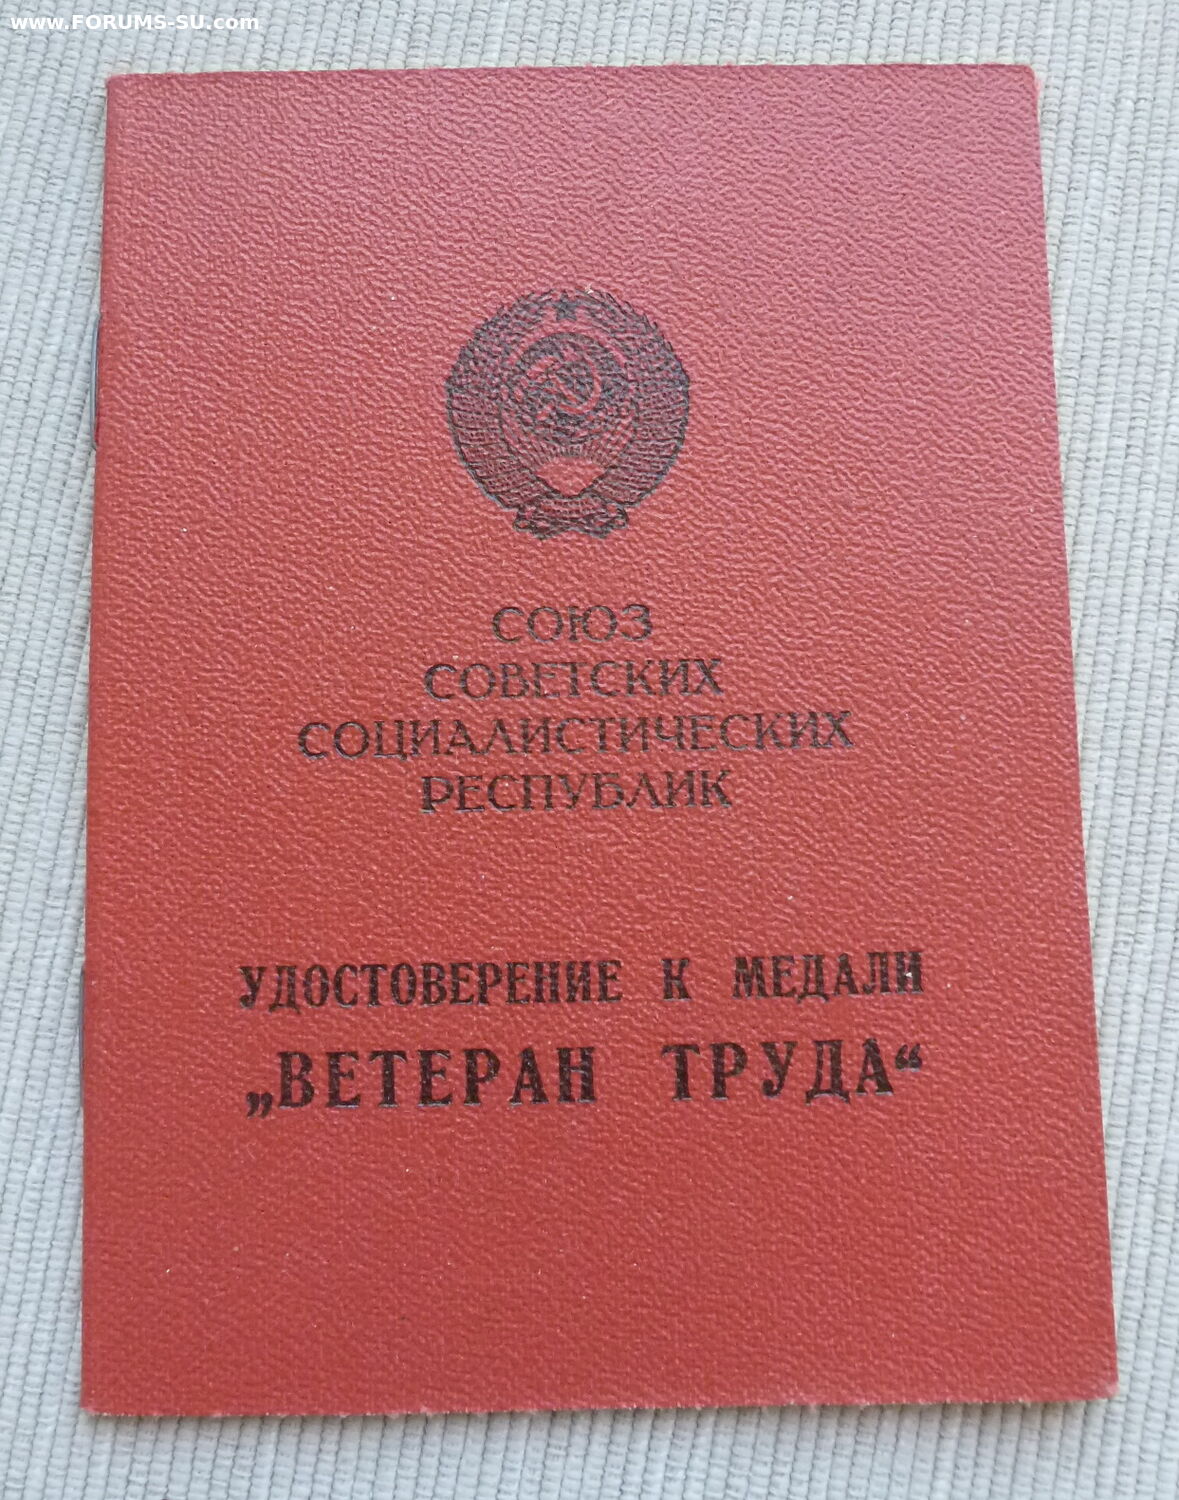 www.FORUMS-SU.com
СОЮЗ
СОВЕТСКИХ
СОЦИАЛИСТИЧЕСКИХ
РЕСПУБЛИК
УДОСТОВЕРЕНИЕ К МЕДАЛИ
„ВЕТЕРАН ТРУДА“